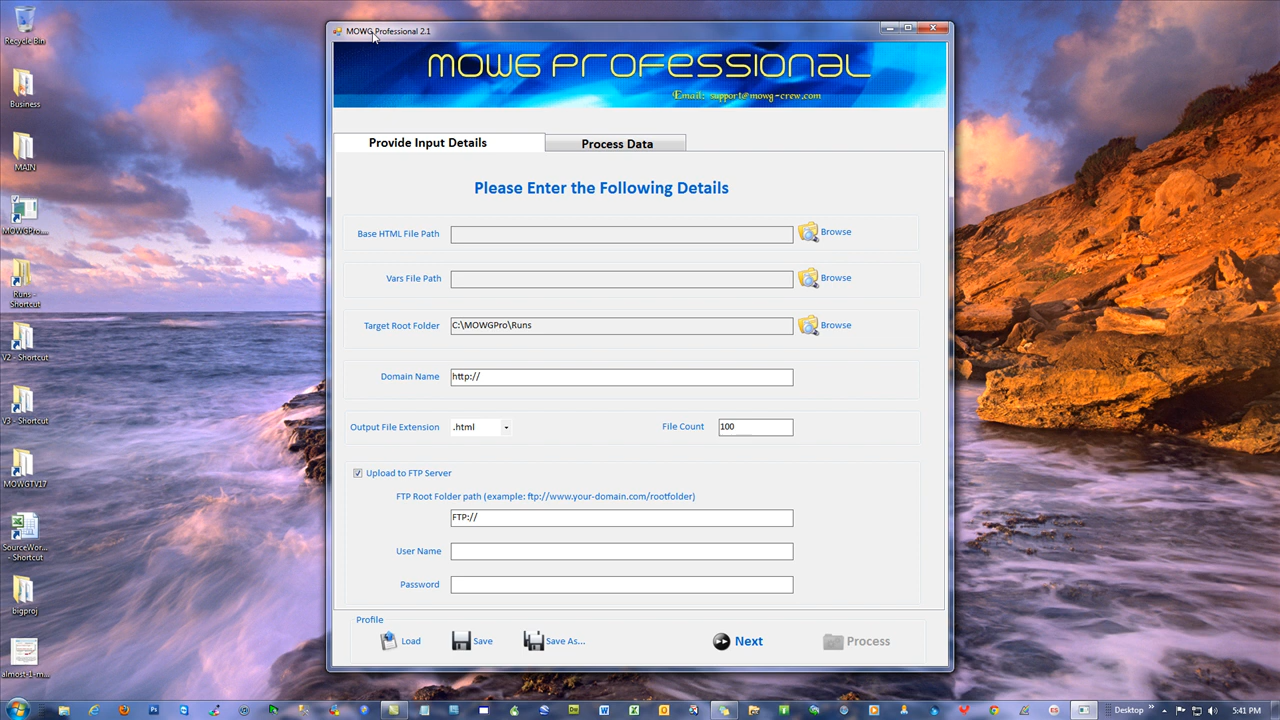 MOWG Professional 2.1
MOWG PROFESSIONAL
Email: support@mowg-crew.com
Provide Input Details
Process Data
Please Enter the Following Details
Base HTML File Path
Browse
Vars File Path
Browse
Target Root Folder
C:\MOWGPro\Runs
Browse
Domain Name
http://
Output File Extension
.html
File Count
100
Upload to FTP Server
FTP Root Folder path (example: ftp://www.your-domain.com/rootfolder)
FTP://
User Name
Password
Profile
Load
Save
Save As...
Next
Process
Recycle Bin
Business
MAIN
MOWGPro...
Runs -
Shortcut
V2 - Shortcut
V3 - Shortcut
MOWGTV17
SourceWor...
- Shortcut
bigproj
almost-1-m...
Desktop
»
5:41 PM